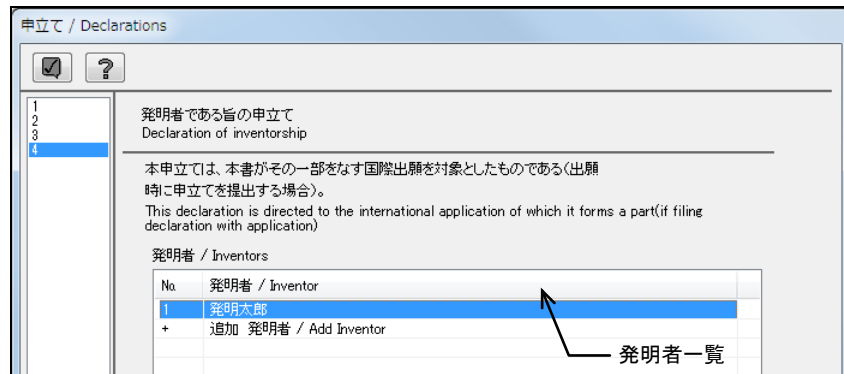 申立て / Declarations
1
2
3
4
発明者である旨の申立て
Declaration of inventorship
本申立ては、本書がその一部をなす国際出願を対象としたものである(出願
時に申立てを提出する場合)。
This declaration is directed to the international application of which it forms a part(if filing
declaration with application)
発明者 / Inventors
No. 発明者 / Inventor
1 発明太郎
+ 追加 発明者 / Add Inventor
発明者一覧